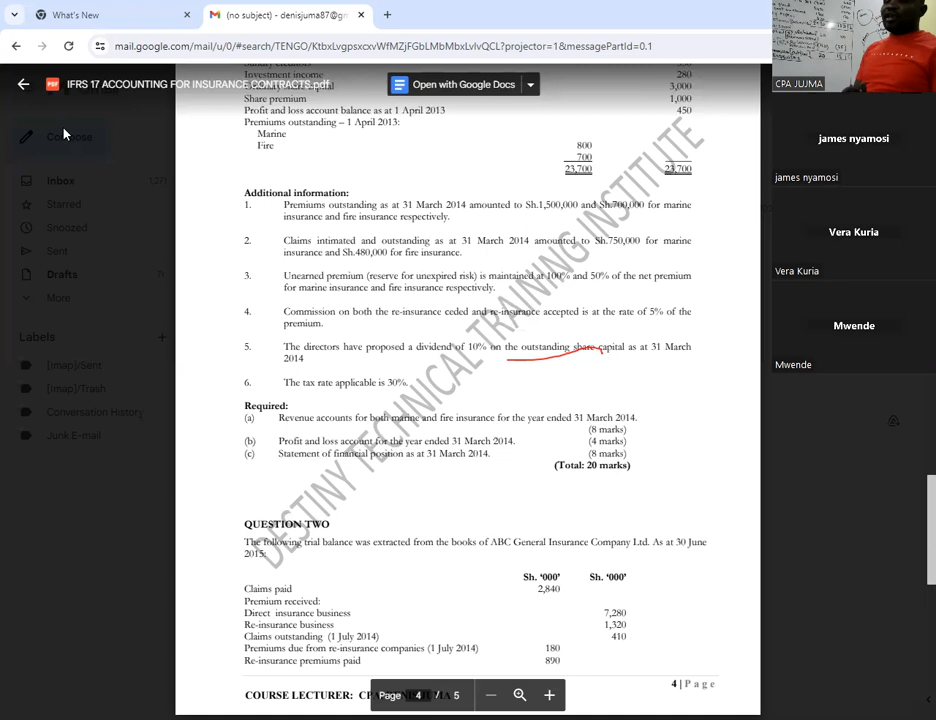 What's New
(no subject) - denisjuma87@gm
mail.google.com/mail/u/0/#search/TENGO/KtbxLvgpsxcxvWfMZJFGbLMbMbxLvlvQCL?projector=1&messagePartId=0.1
IFRS 17 ACCOUNTING FOR INSURANCE CONTRACTS.pdf
Open with Google Docs
CPA JUJMA
Compose
Inbox 1,271
Starred
Snoozed
Sent
Drafts 71
More
Labels
[Imap]/Sent
[Imap]/Trash
Conversation History
Junk E-mail
Investment income 280
3,000
Share premium 1,000
Profit and loss account balance as at 1 April 2013 450
Premiums outstanding – 1 April 2013:
Marine 800
Fire 700
23,700 23,700
Additional information:
1. Premiums outstanding as at 31 March 2014 amounted to Sh.1,500,000 and Sh.700,000 for marine
insurance and fire insurance respectively.
2. Claims intimated and outstanding as at 31 March 2014 amounted to Sh.750,000 for marine
insurance and Sh.480,000 for fire insurance.
3. Unearned premium (reserve for unexpired risk) is maintained at 100% and 50% of the net premium
for marine insurance and fire insurance respectively.
4. Commission on both the re-insurance ceded and re-insurance accepted is at the rate of 5% of the
premium.
5. The directors have proposed a dividend of 10% on the outstanding share capital as at 31 March
2014
6. The tax rate applicable is 30%.
Required:
(a) Revenue accounts for both marine and fire insurance for the year ended 31 March 2014.
(8 marks)
(b) Profit and loss account for the year ended 31 March 2014. (4 marks)
(c) Statement of financial position as at 31 March 2014. (8 marks)
(Total: 20 marks)
QUESTION TWO
The following trial balance was extracted from the books of ABC General Insurance Company Ltd. As at 30 June
2015:
Sh. '000' Sh. '000'
Claims paid 2,840
Premium received:
Direct insurance business 7,280
Re-insurance business 1,320
Claims outstanding (1 July 2014) 410
Premiums due from re-insurance companies (1 July 2014) 180
Re-insurance premiums paid 890
4 | Page
COURSE LECTURER: CPA
Page 4 / 5
DESTINY TECHNICAL TRAINING INSTITUTE
james nyamosi
james nyamosi
Vera Kuria
Vera Kuria
Mwende
Mwende